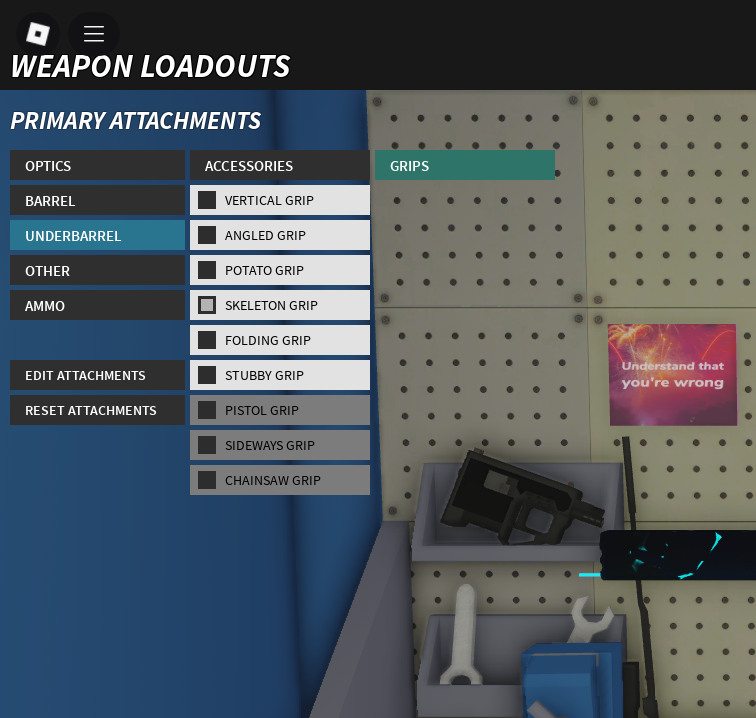 WEAPON LOADOUTS
PRIMARY ATTACHMENTS
OPTICS
ACCESSORIES
GRIPS
BARREL
VERTICAL GRIP
UNDERBARREL
ANGLED GRIP
OTHER
POTATO GRIP
AMMO
SKELETON GRIP
FOLDING GRIP
EDIT ATTACHMENTS
STUBBY GRIP
RESET ATTACHMENTS
PISTOL GRIP
SIDEWAYS GRIP
CHAINSAW GRIP
Understand that
you're wrong